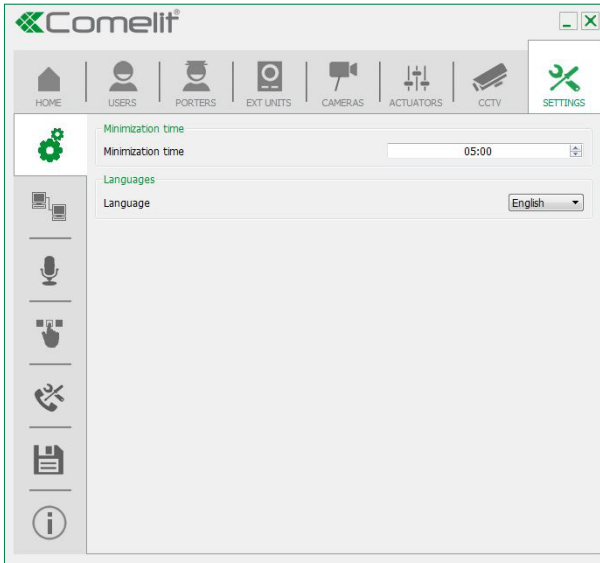 Comelit®
HOME USERS PORTERS EXT UNITS CAMERAS ACTUATORS CCTV SETTINGS
Minimization time
Minimization time 05:00
Languages
Language English